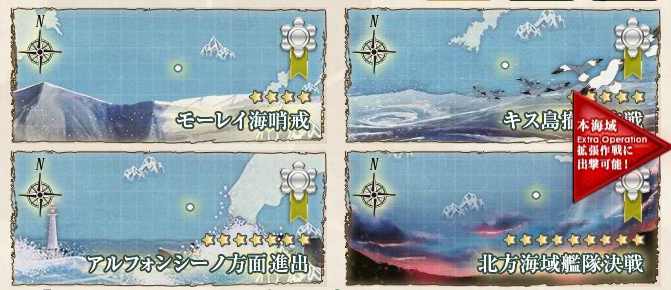 N
モーレイ海哨戒
N
キス島撤
戦
本海域
Extra Operation
拡張作戦に
出撃可能!
N
アルフォンシーノ方面進出
N
北方海域艦隊決戦